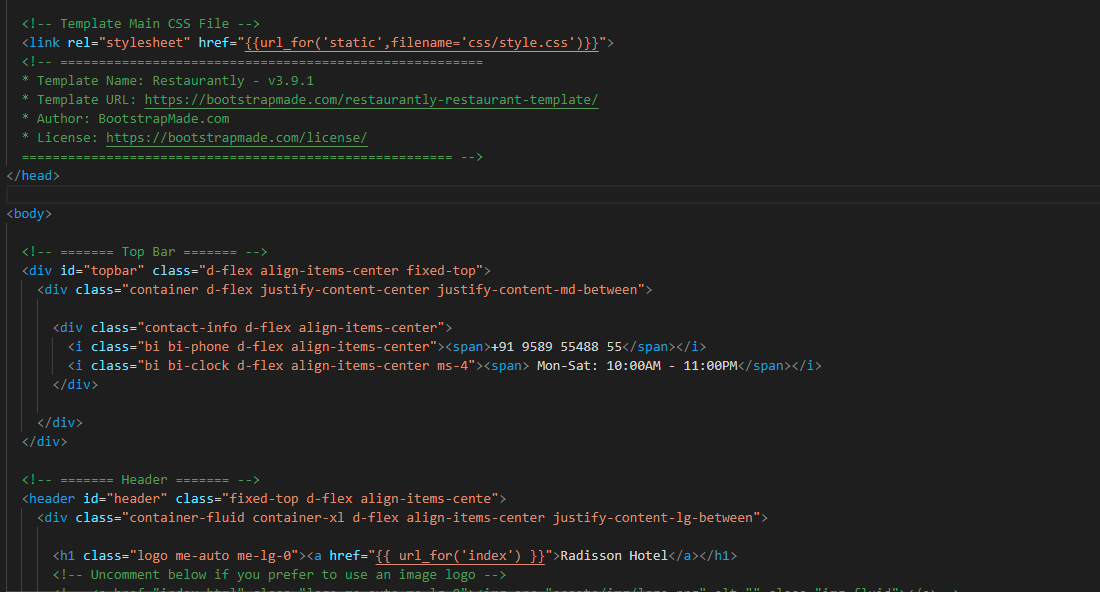 <!-- Template Main CSS File -->
<link rel="stylesheet" href="{{url_for('static',filename='css/style.css')}}">
<!-- =======================================================
* Template Name: Restaurantly - v3.9.1
* Template URL: https://bootstrapmade.com/restaurantly-restaurant-template/
* Author: BootstrapMade.com
* License: https://bootstrapmade.com/license/
======================================================== -->
</head>
<body>
<!-- ======= Top Bar ======= -->
<div id="topbar" class="d-flex align-items-center fixed-top">
<div class="container d-flex justify-content-center justify-content-md-between">
<div class="contact-info d-flex align-items-center">
<i class="bi bi-phone d-flex align-items-center"><span>+91 9589 55488 55</span></i>
<i class="bi bi-clock d-flex align-items-center ms-4"><span> Mon-Sat: 10:00AM - 11:00PM</span></i>
</div>
</div>
</div>
<!-- ======= Header ======= -->
<header id="header" class="fixed-top d-flex align-items-cente">
<div class="container-fluid container-xl d-flex align-items-center justify-content-lg-between">
<h1 class="logo me-auto me-lg-0"><a href="{{ url_for('index') }}">Radisson Hotel</a></h1>
<!-- Uncomment below if you prefer to use an image logo -->